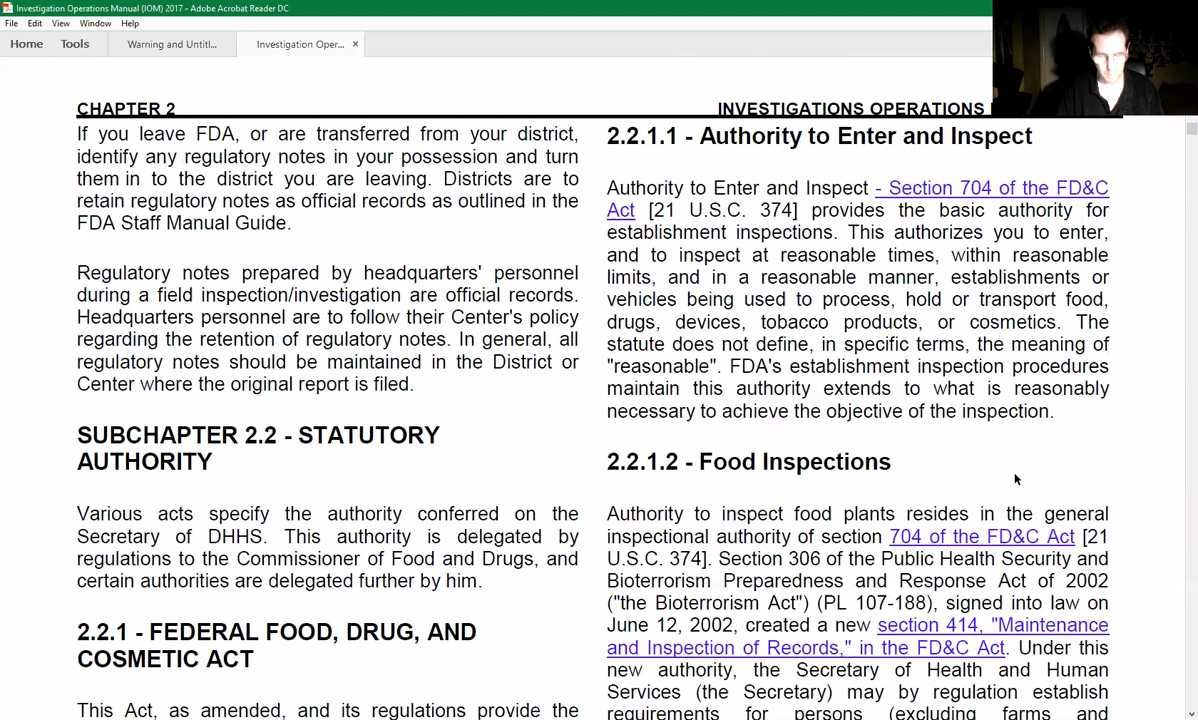 Investigation Operations Manual (IOM) 2017 - Adobe Acrobat Reader DC
File Edit View Window Help
Home Tools Warning and Untitl... Investigation Oper... ×
CHAPTER 2
If you leave FDA, or are transferred from your district,
identify any regulatory notes in your possession and turn
them in to the district you are leaving. Districts are to
retain regulatory notes as official records as outlined in the
FDA Staff Manual Guide.
Regulatory notes prepared by headquarters' personnel
during a field inspection/investigation are official records.
Headquarters personnel are to follow their Center's policy
regarding the retention of regulatory notes. In general, all
regulatory notes should be maintained in the District or
Center where the original report is filed.
SUBCHAPTER 2.2 - STATUTORY
AUTHORITY
Various acts specify the authority conferred on the
Secretary of DHHS. This authority is delegated by
regulations to the Commissioner of Food and Drugs, and
certain authorities are delegated further by him.
2.2.1 - FEDERAL FOOD, DRUG, AND
COSMETIC ACT
This Act, as amended, and its regulations provide the
INVESTIGATIONS OPERATIONS
2.2.1.1 - Authority to Enter and Inspect
Authority to Enter and Inspect - Section 704 of the FD&C
Act [21 U.S.C. 374] provides the basic authority for
establishment inspections. This authorizes you to enter,
and to inspect at reasonable times, within reasonable
limits, and in a reasonable manner, establishments or
vehicles being used to process, hold or transport food,
drugs, devices, tobacco products, or cosmetics. The
statute does not define, in specific terms, the meaning of
"reasonable". FDA's establishment inspection procedures
maintain this authority extends to what is reasonably
necessary to achieve the objective of the inspection.
2.2.1.2 - Food Inspections
Authority to inspect food plants resides in the general
inspectional authority of section 704 of the FD&C Act [21
U.S.C. 374]. Section 306 of the Public Health Security and
Bioterrorism Preparedness and Response Act of 2002
("the Bioterrorism Act") (PL 107-188), signed into law on
June 12, 2002, created a new section 414, "Maintenance
and Inspection of Records," in the FD&C Act. Under this
new authority, the Secretary of Health and Human
Services (the Secretary) may by regulation establish
requirements for persons (excluding farms and